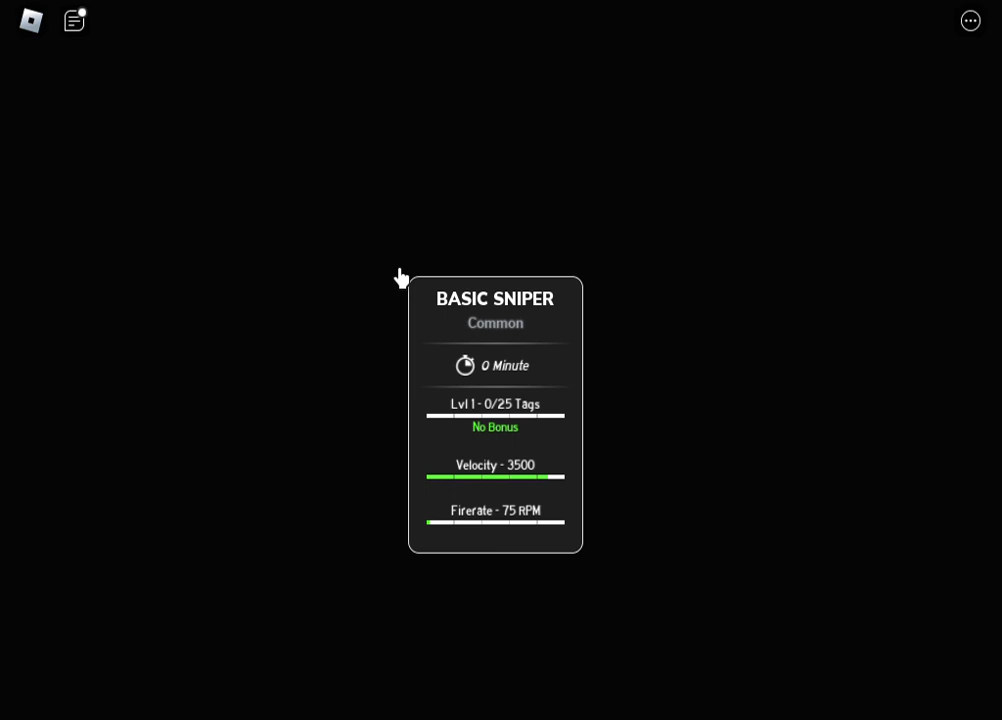 BASIC SNIPER
Common
0 Minute
Lvl 1 - 0/25 Tags
No Bonus
Velocity - 3500
Firerate - 75 RPM